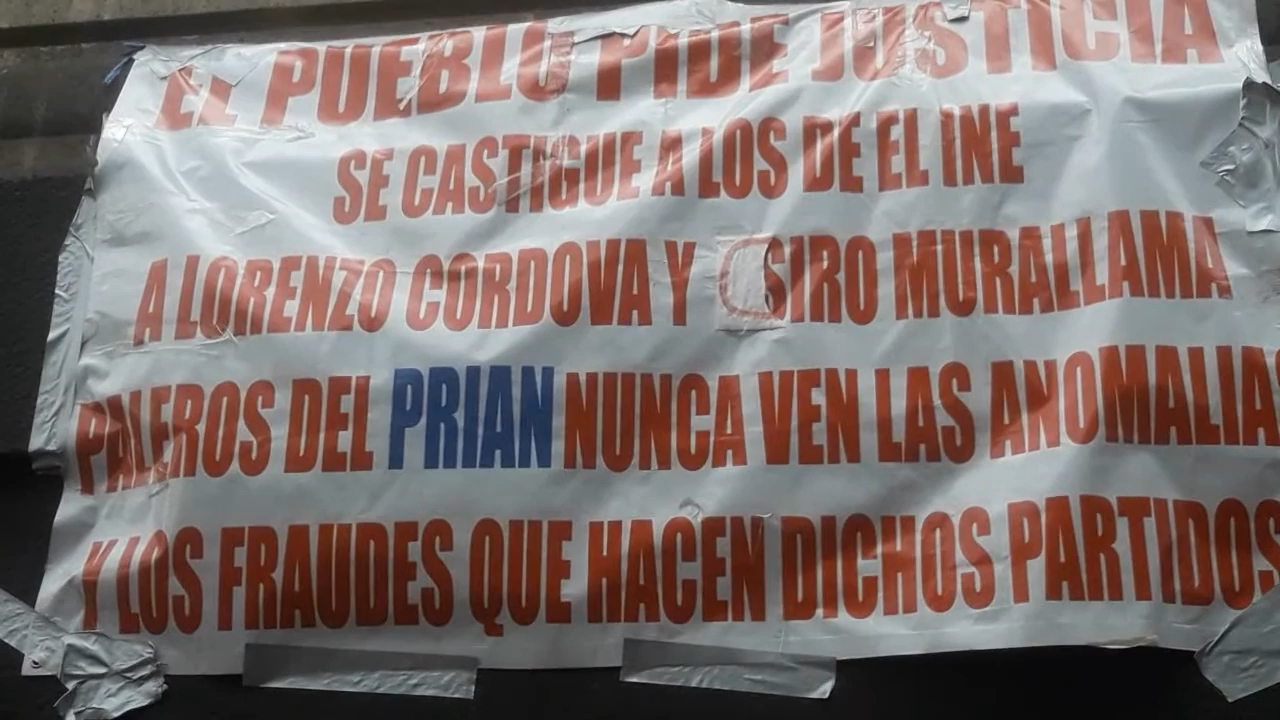 EL PUEBLO PIDE JUSTICIA
SE CASTIGUE A LOS DE EL INE
A LORENZO CORDOVA Y CSIRO MURALLAMA
PALEROS DEL PRIAN NUNCA VEN LAS ANOMALIAS
Y LOS FRAUDES QUE HACEN DICHOS PARTIDOS